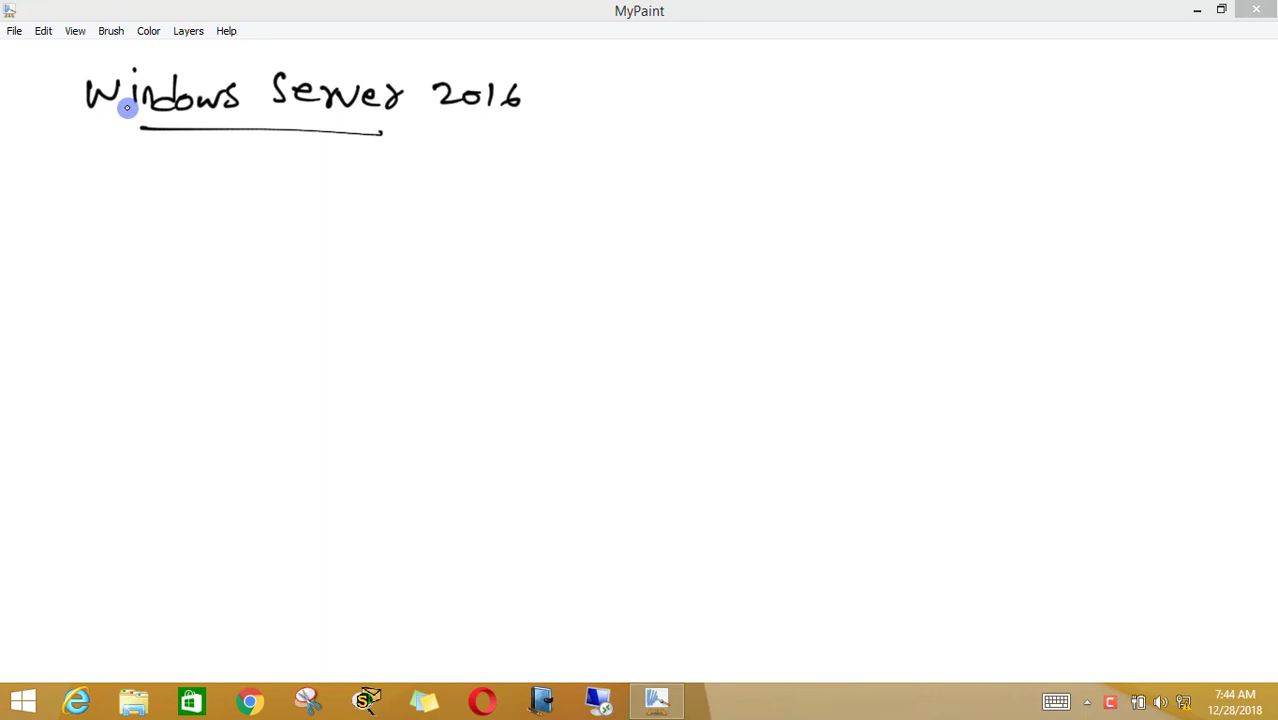 MyPaint
File Edit View Brush Color Layers Help
Windows Server 2016
7:44 AM
12/28/2018